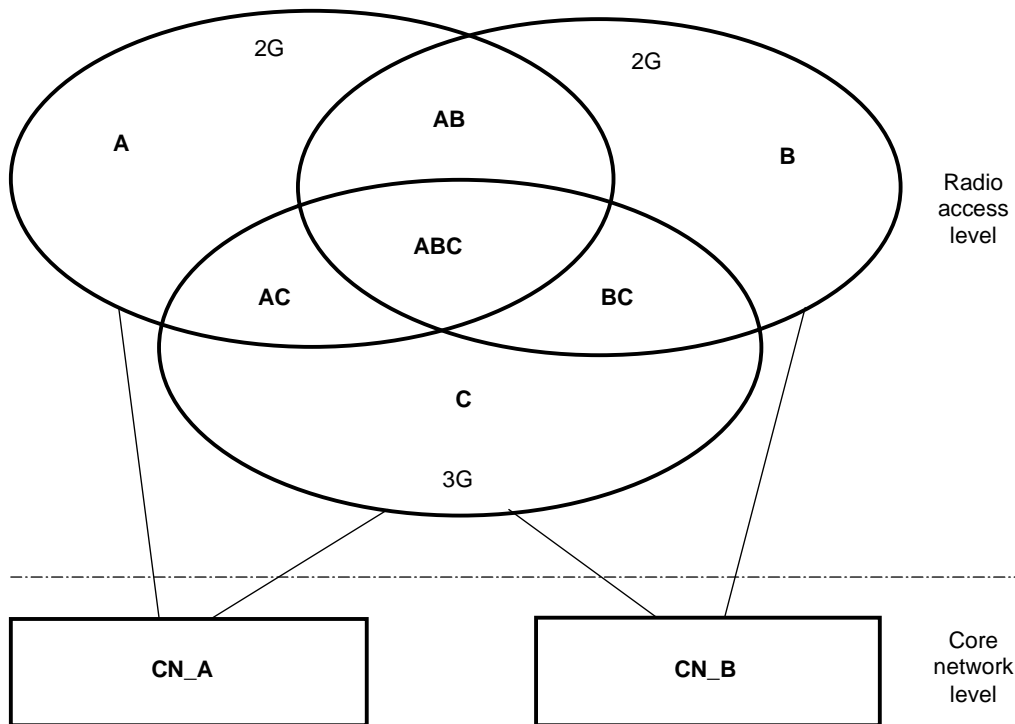 2G
2G
AB
A
B
Radio
access
level
ABC
AC
BC
C
3G
CN_A
CN_B
Core
network
level